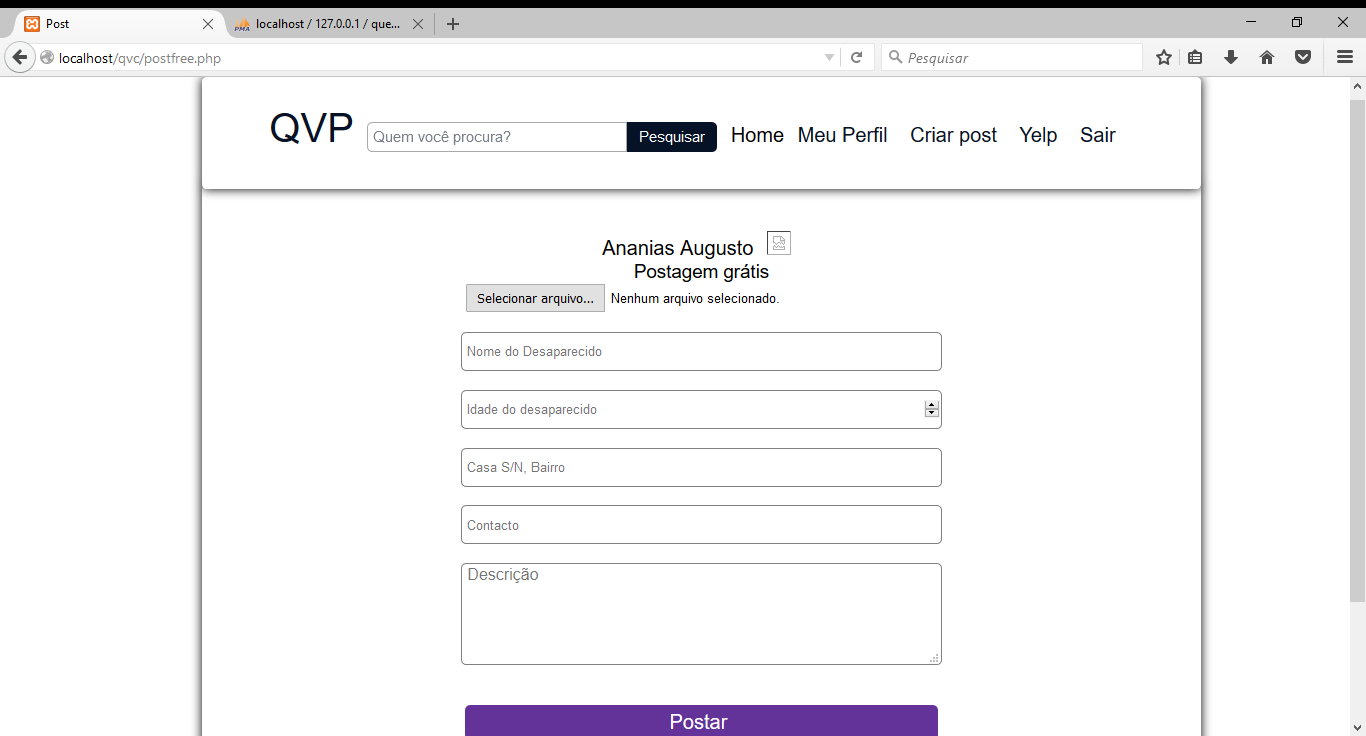 Post
localhost / 127.0.0.1 / que...
localhost/qvc/postfree.php
Pesquisar
QVP
Quem você procura?
Pesquisar
Home
Meu Perfil
Criar post
Yelp
Sair
Ananias Augusto
Postagem grátis
Selecionar arquivo... Nenhum arquivo selecionado.
Nome do Desaparecido
Idade do desaparecido
Casa S/N, Bairro
Contacto
Descrição
Postar